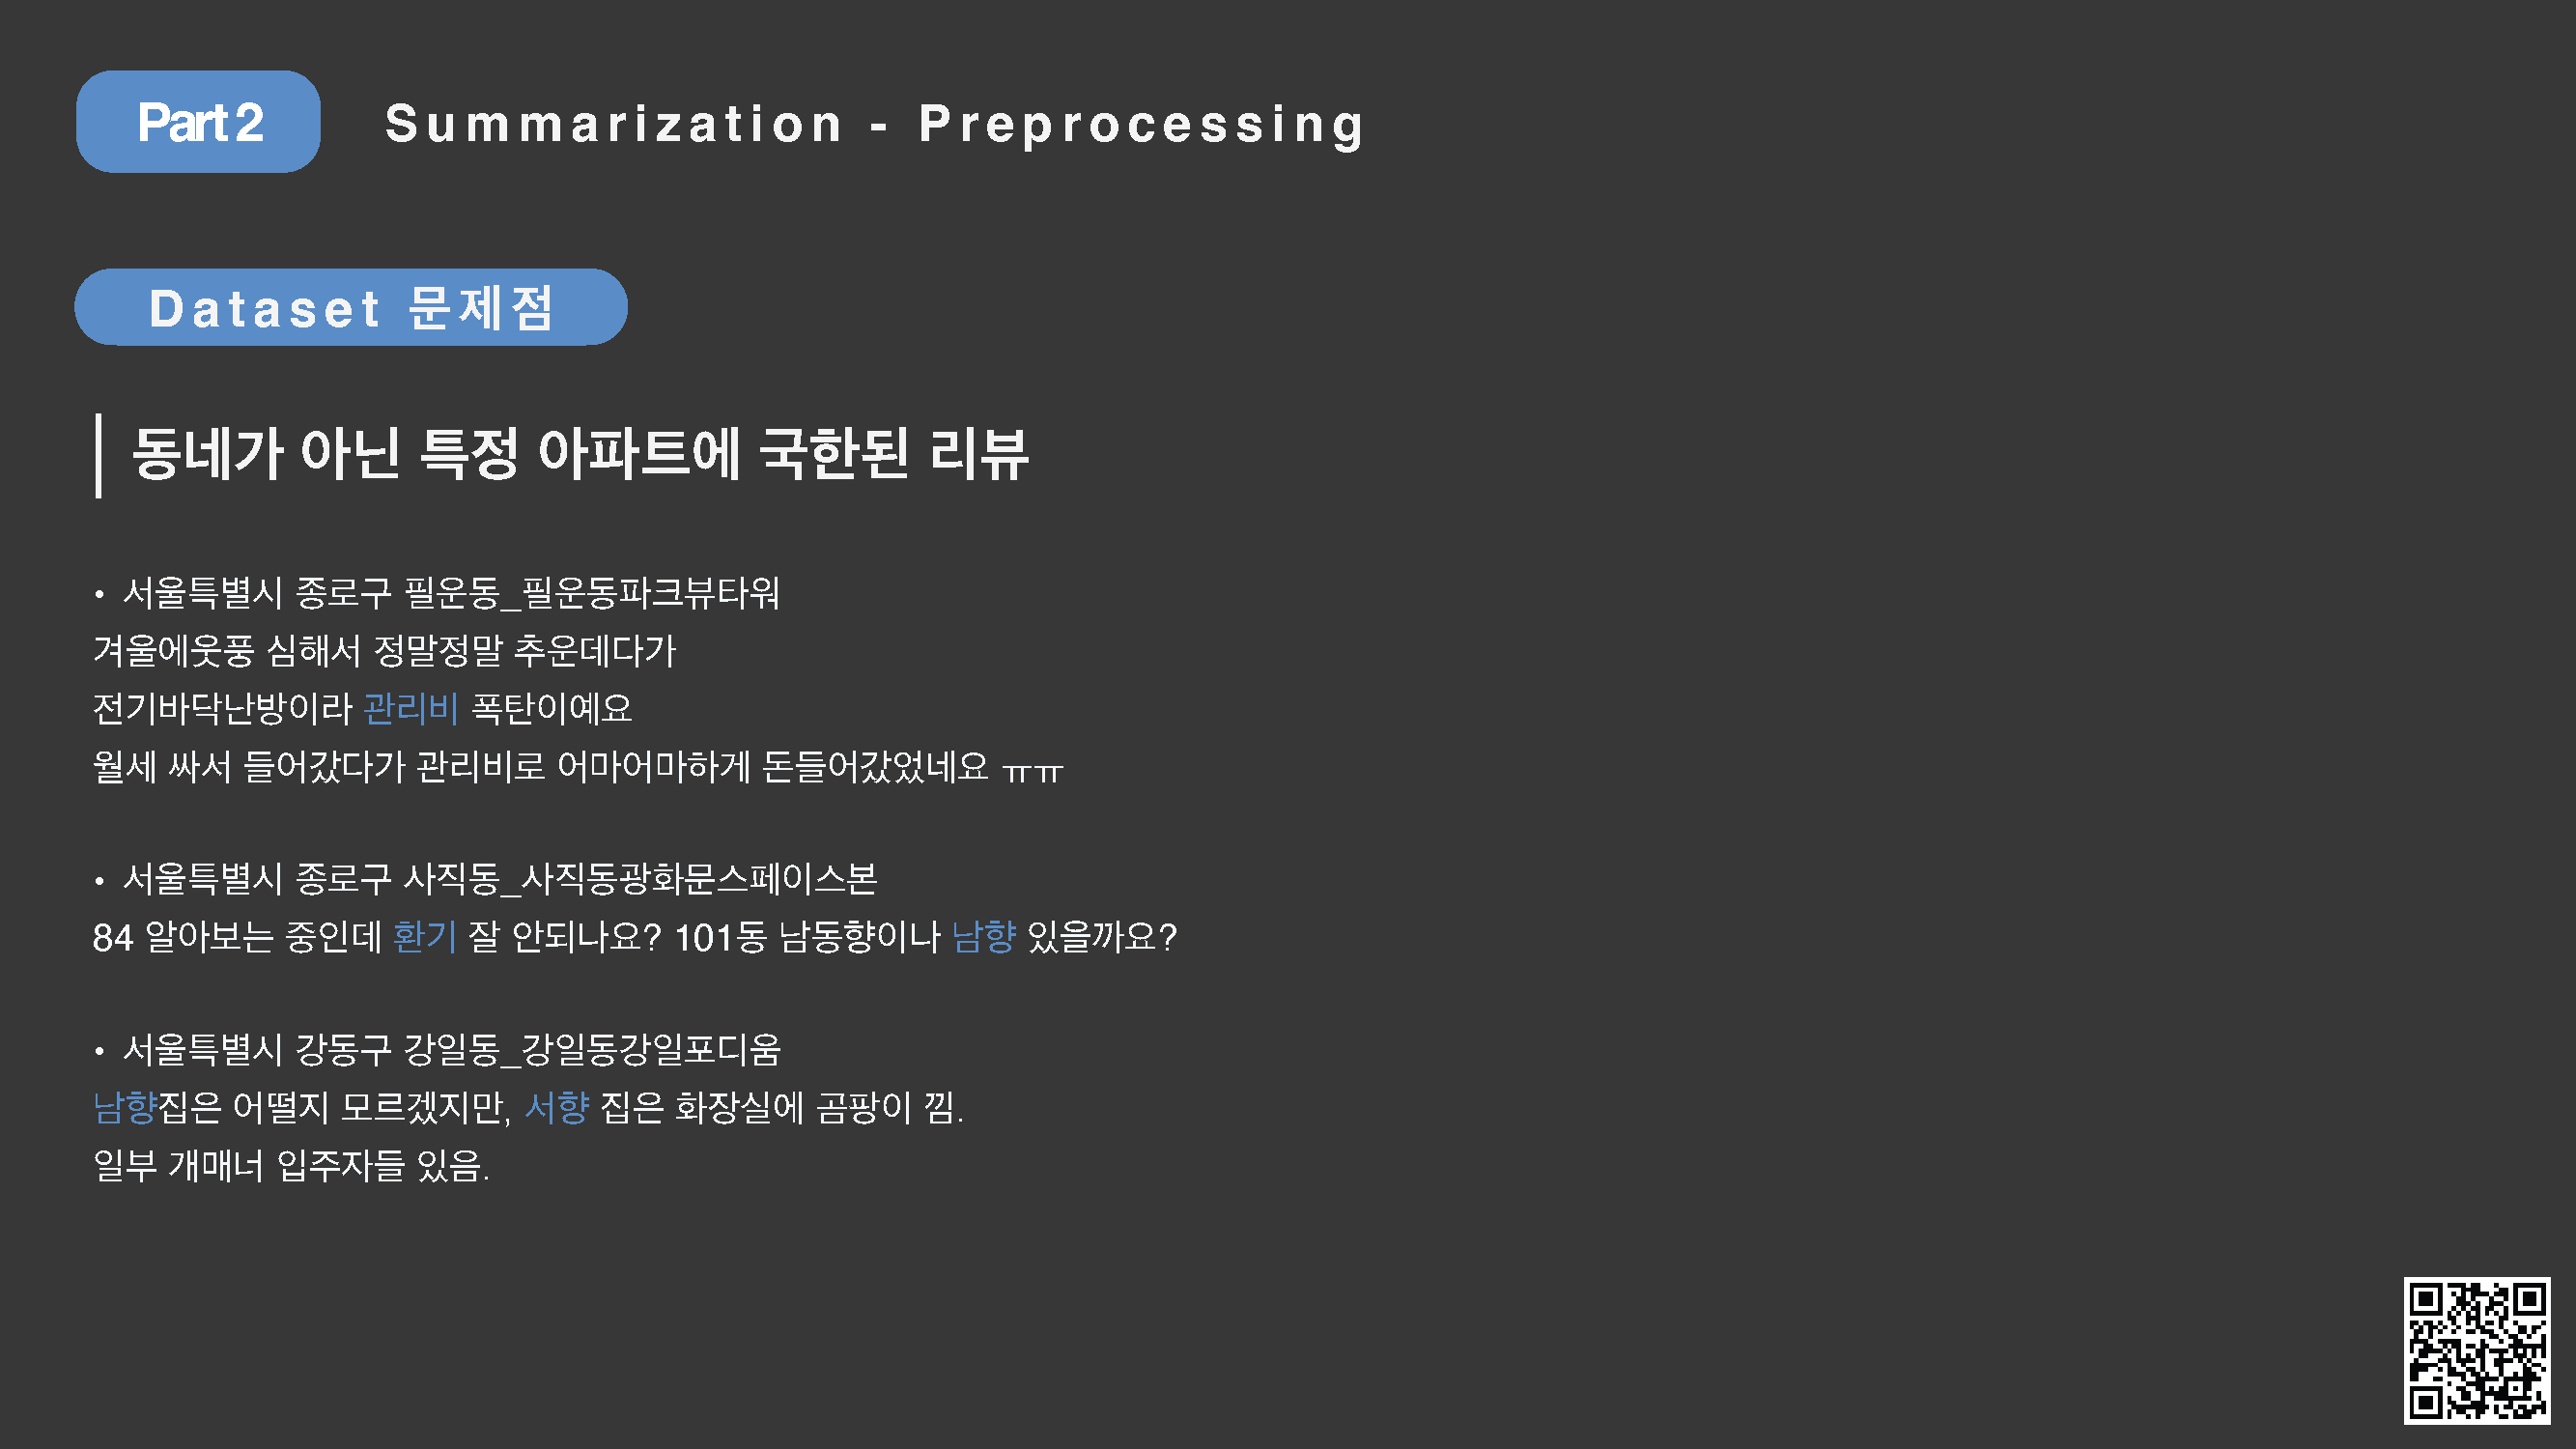 Part 2
Summarization - Preprocessing
Dataset 문제점
동네가 아닌 특정 아파트에 국한된 리뷰
• 서울특별시 종로구 필운동_필운동파크뷰타워
겨울에웃풍 심해서 정말정말 추운데다가
전기바닥난방이라 관리비 폭탄이예요
월세 싸서 들어갔다가 관리비로 어마어마하게 돈들어갔었네요 ㅠㅠ
• 서울특별시 종로구 사직동_사직동광화문스페이스본
84 알아보는 중인데 환기 잘 안되나요? 101동 남동향이나 남향 있을까요?
• 서울특별시 강동구 강일동_강일동강일포디움
남향집은 어떨지 모르겠지만, 서향 집은 화장실에 곰팡이 낌.
일부 개매너 입주자들 있음.